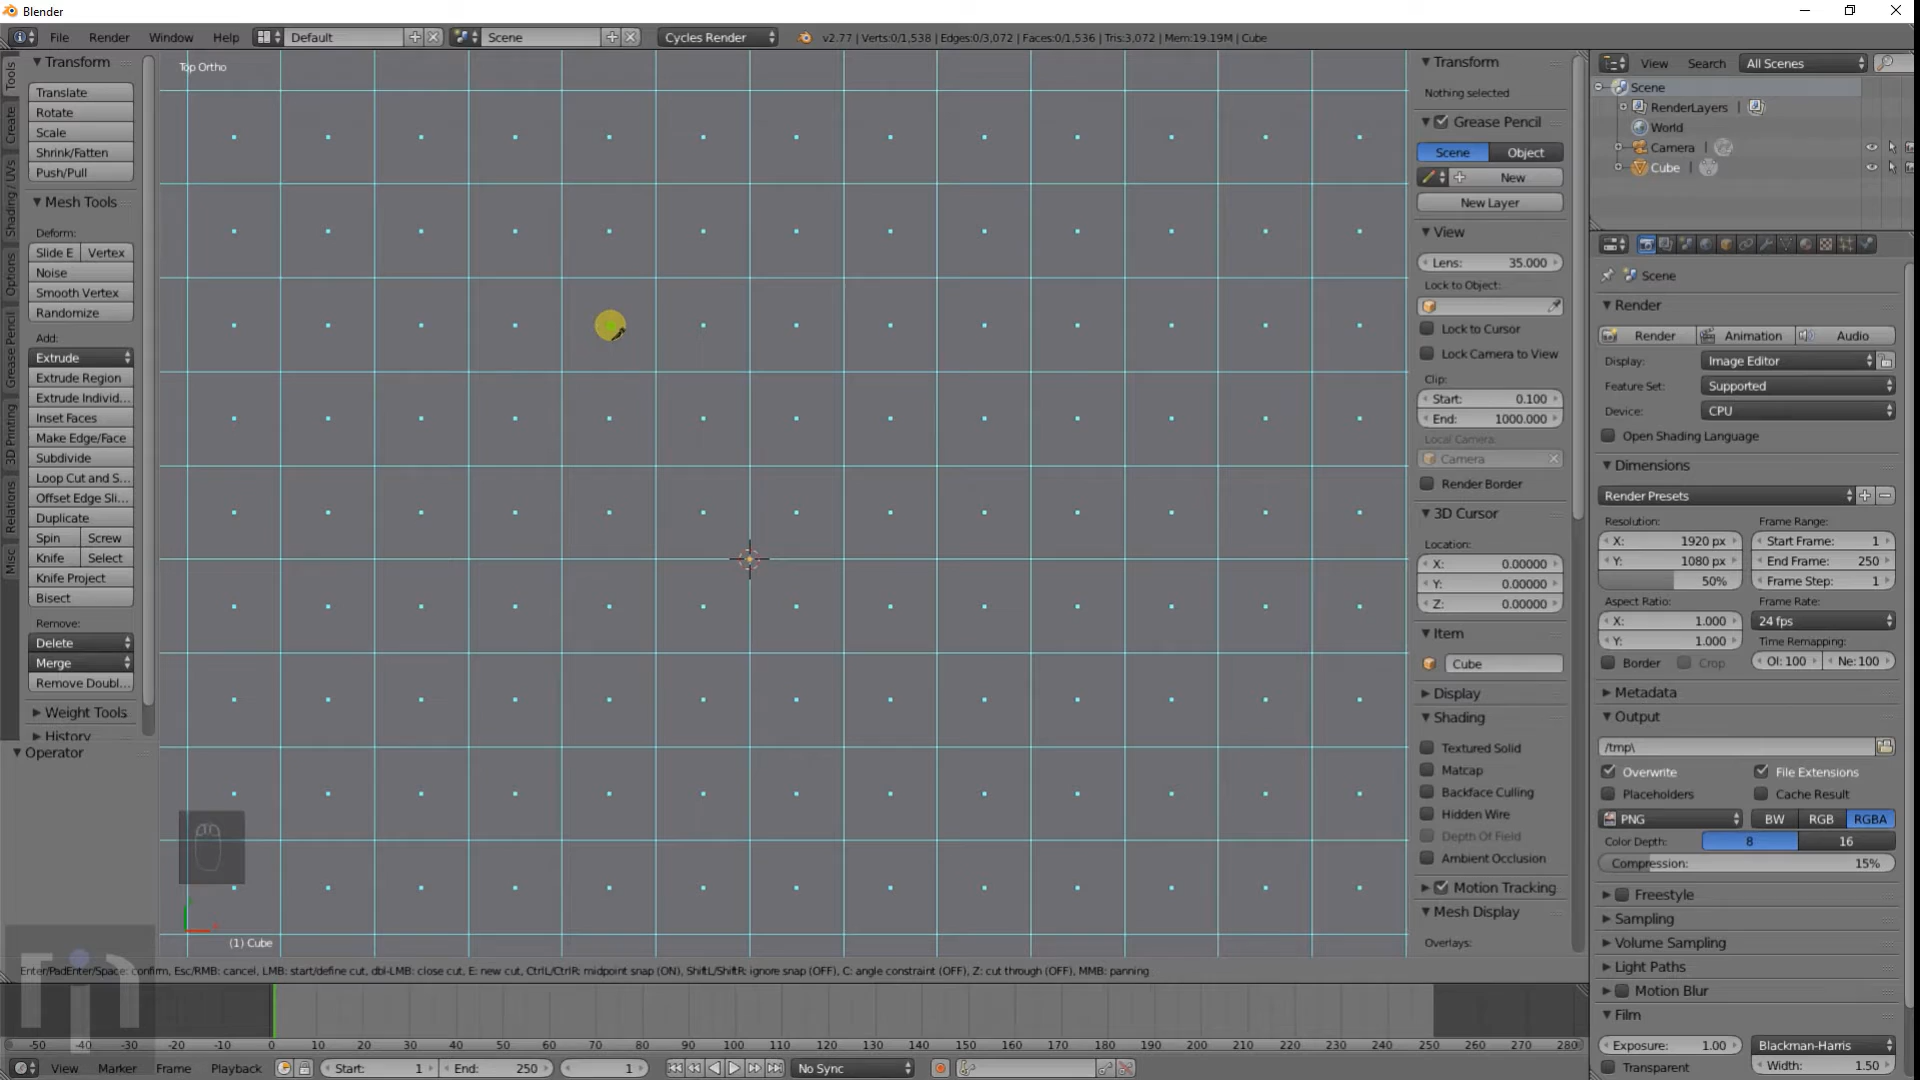 Blender
File Render Window Help Default Scene Cycles Render v2.77 | Verts:0/1,538 | Edges:0/3,072 | Faces:0/1,536 | Tris:3,072 | Mem:19.19M | Cube
Tools
Create
Shading / UVs
Options
Grease Pencil
3D Printing
Relations
Misc
Transform
Translate
Rotate
Scale
Shrink/Fatten
Push/Pull
Mesh Tools
Deform:
Slide E Vertex
Noise
Smooth Vertex
Randomize
Add:
Extrude
Extrude Region
Extrude Individ...
Inset Faces
Make Edge/Face
Subdivide
Loop Cut and S...
Offset Edge Sli...
Duplicate
Spin Screw
Knife Select
Knife Project
Bisect
Remove:
Delete
Merge
Remove Doubl...
Weight Tools
History
Operator
Top Ortho
(1) Cube
Enter/PadEnter/Space: confirm, Esc/RMB: cancel, LMB: start/define cut, dbl-LMB: close cut, E: new cut, CtrlL/CtrlR: midpoint snap (ON), ShiftL/ShiftR: ignore snap (OFF), C: angle constraint (OFF), Z: cut through (OFF), MMB: panning
Transform
Nothing selected
Grease Pencil
Scene Object
New
New Layer
View
Lens: 35.000
Lock to Object:
Lock to Cursor
Lock Camera to View
Clip:
Start: 0.100
End: 1000.000
Local Camera:
Camera
Render Border
3D Cursor
Location:
X: 0.00000
Y: 0.00000
Z: 0.00000
Item
Cube
Display
Shading
Textured Solid
Matcap
Backface Culling
Hidden Wire
Depth Of Field
Ambient Occlusion
Motion Tracking
Mesh Display
Overlays:
View Search All Scenes
Scene
RenderLayers |
World
Camera |
Cube |
Scene
Render
Render Animation Audio
Display: Image Editor
Feature Set: Supported
Device: CPU
Open Shading Language
Dimensions
Render Presets
Resolution: Frame Range:
X: 1920 px Start Frame: 1
Y: 1080 px End Frame: 250
50% Frame Step: 1
Aspect Ratio: Frame Rate:
X: 1.000 24 fps
Y: 1.000 Time Remapping:
Border Crop Ol: 100 Ne: 100
Metadata
Output
/tmp\
Overwrite File Extensions
Placeholders Cache Result
PNG BW RGB RGBA
Color Depth: 8 16
Compression: 15%
Freestyle
Sampling
Volume Sampling
Light Paths
Motion Blur
Film
Exposure: 1.00 Blackman-Harris
Transparent Width: 1.50
-50 -40 -30 -20 -10 0 10 20 30 40 50 60 70 80 90 100 110 120 130 140 150 160 170 180 190 200 210 220 230 240 250 260 270 280
View Marker Frame Playback Start: 1 End: 250 1 No Sync